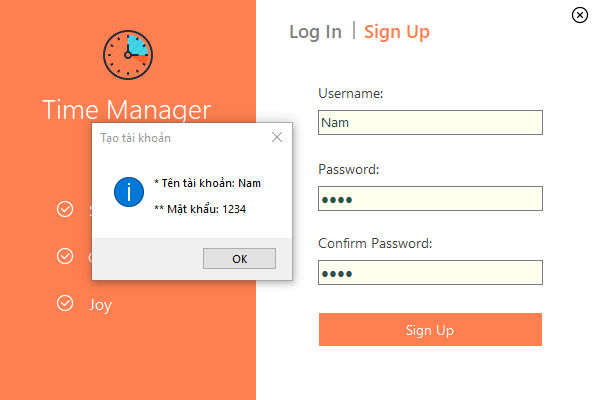 Log In | Sign Up
Time Manager
Username:
Nam
Password:
Confirm Password:
Sign Up
Joy
Tạo tài khoản
* Tên tài khoản: Nam
** Mật khẩu: 1234
OK